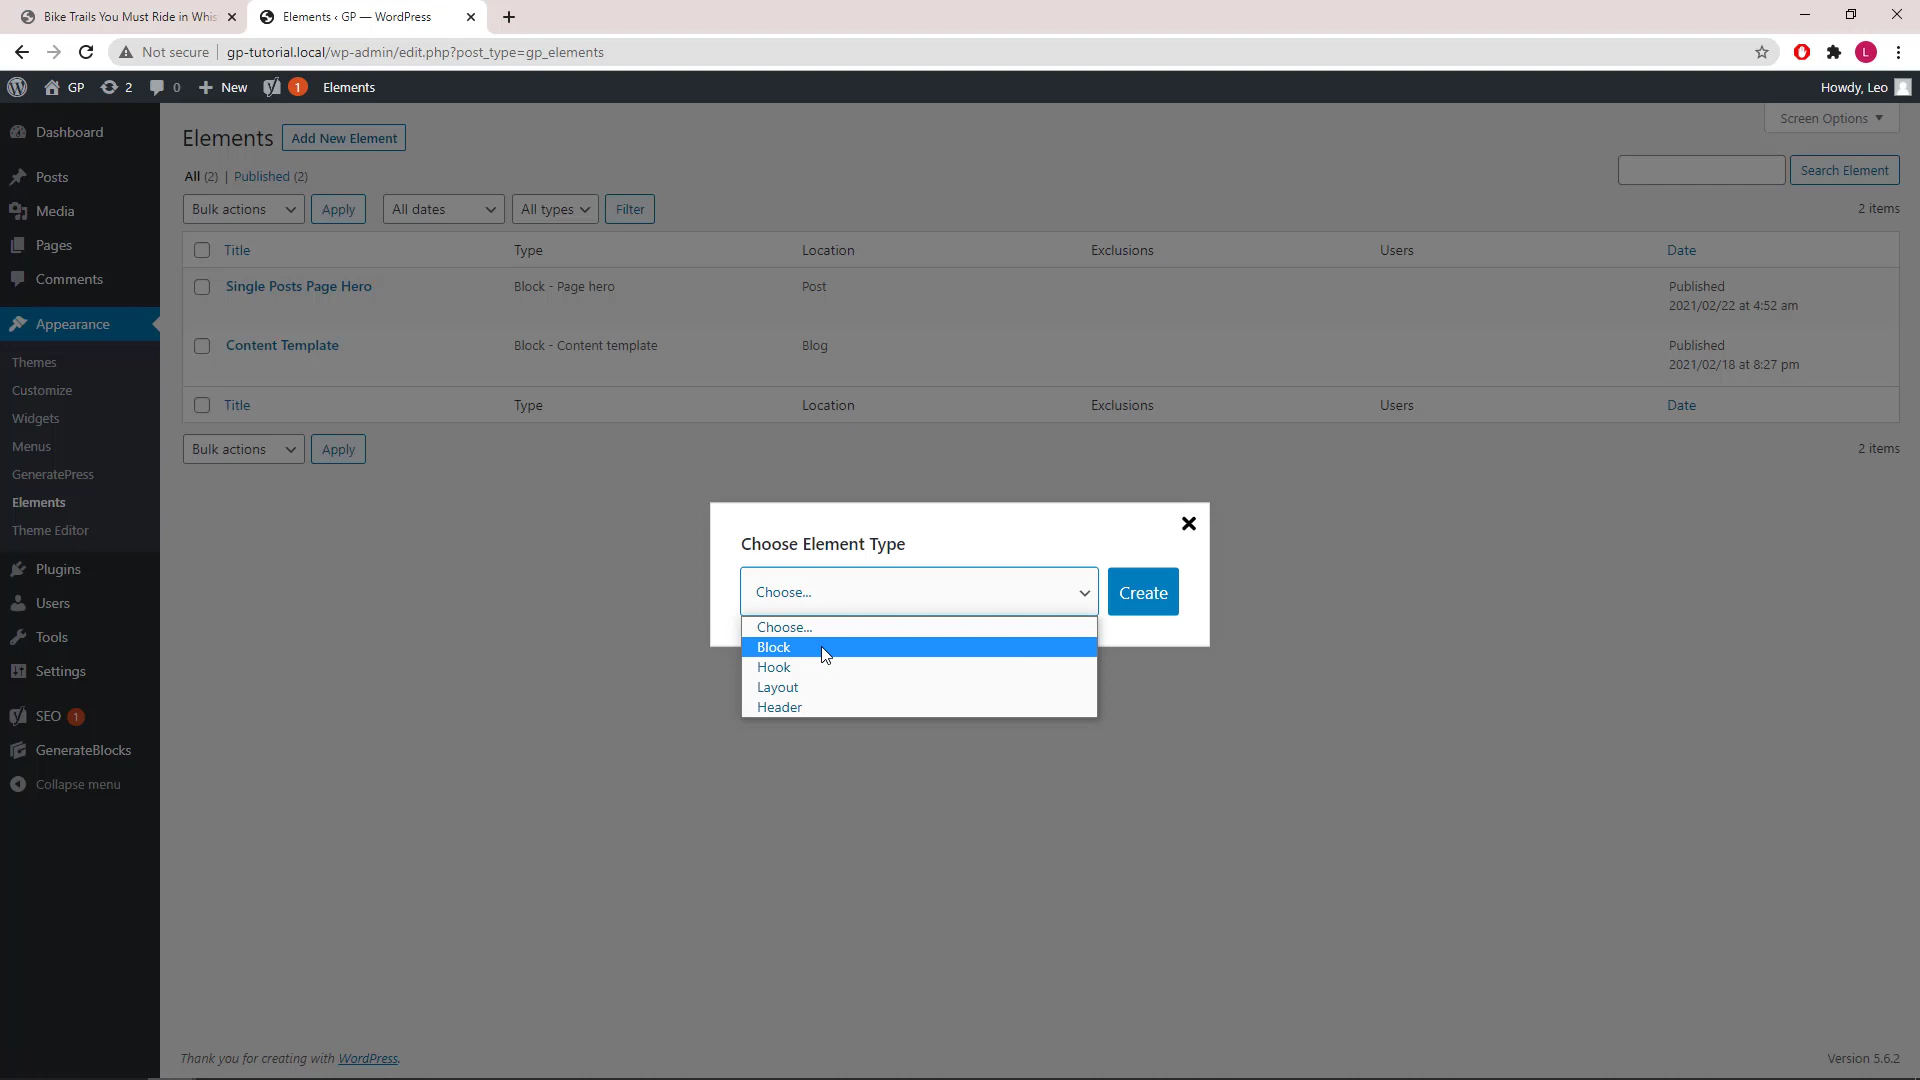 Bike Trails You Must Ride in Whis
Elements ‹ GP — WordPress
Not secure
gp-tutorial.local/wp-admin/edit.php?post_type=gp_elements
L
GP
2
0
New
1
Elements
Howdy, Leo
Dashboard
Posts
Media
Pages
Comments
Appearance
Themes
Customize
Widgets
Menus
GeneratePress
Elements
Theme Editor
Plugins
Users
Tools
Settings
SEO 1
GenerateBlocks
Collapse menu
Elements
Add New Element
Screen Options
All (2) | Published (2)
Search Element
Bulk actions
Apply
All dates
All types
Filter
2 items
Title Type Location Exclusions Users Date
Single Posts Page Hero Block - Page hero Post Published
2021/02/22 at 4:52 am
Content Template Block - Content template Blog Published
2021/02/18 at 8:27 pm
Title Type Location Exclusions Users Date
Bulk actions
Apply
2 items
Choose Element Type
Choose...
Create
Choose...
Block
Hook
Layout
Header
Thank you for creating with WordPress.
Version 5.6.2